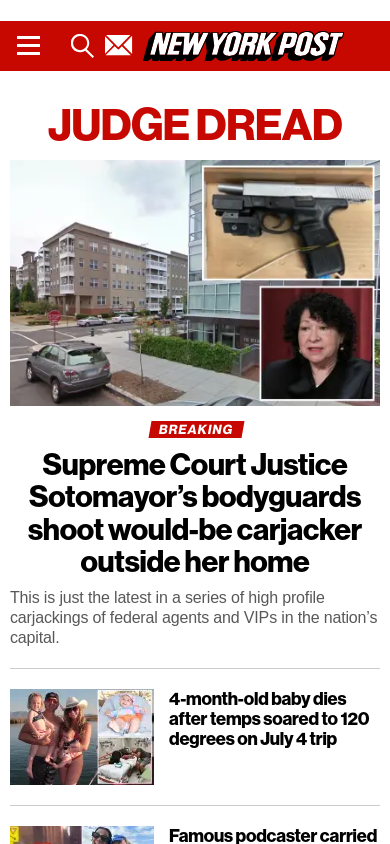 NEW YORK POST
JUDGE DREAD
BREAKING
Supreme Court Justice
Sotomayor's bodyguards
shoot would-be carjacker
outside her home
This is just the latest in a series of high profile
carjackings of federal agents and VIPs in the nation's
capital.
4-month-old baby dies
after temps soared to 120
degrees on July 4 trip
Famous podcaster carried